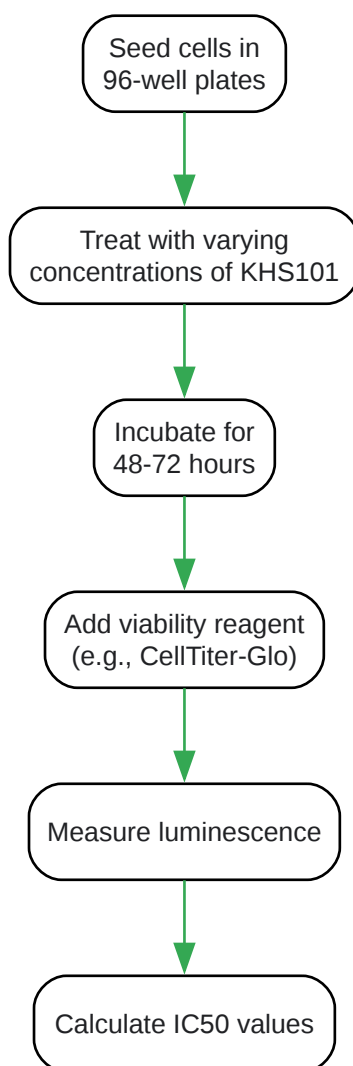 Seed cells in
96-well plates
Treat with varying
concentrations of KHS101
Incubate for
48-72 hours
Add viability reagent
(e.g., CellTiter-Glo)
Measure luminescence
Calculate IC50 values